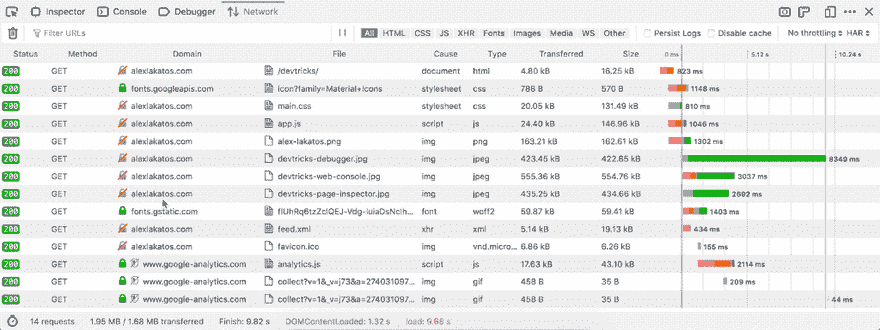 Inspector Console Debugger Network
Filter URLs All HTML CSS JS XHR Fonts Images Media WS Other Persist Logs Disable cache No throttling HAR
Status Method Domain File Cause Type Transferred Size 0 ms 5.12 s 10.24 s
200 GET alexlakatos.com /devtricks/ document html 4.80 kB 16.25 kB 823 ms
200 GET fonts.googleapis.com icon?family=Material+Icons stylesheet css 786 B 570 B 1148 ms
200 GET alexlakatos.com main.css stylesheet css 20.05 kB 131.49 kB 810 ms
200 GET alexlakatos.com app.js script js 24.40 kB 146.96 kB 1046 ms
200 GET alexlakatos.com alex-lakatos.png img png 163.21 kB 162.61 kB 1302 ms
200 GET alexlakatos.com devtricks-debugger.jpg img jpeg 423.45 kB 422.85 kB 8349 ms
200 GET alexlakatos.com devtricks-web-console.jpg img jpeg 555.36 kB 554.76 kB 3037 ms
200 GET alexlakatos.com devtricks-page-inspector.jpg img jpeg 435.25 kB 434.66 kB 2692 ms
200 GET fonts.gstatic.com font woff2 59.87 kB 59.41 kB 1403 ms
200 GET alexlakatos.com feed.xml xhr xml 5.14 kB 19.13 kB 434 ms
200 GET alexlakatos.com favicon.ico img vnd.micro... 6.86 kB 6.26 kB 155 ms
200 GET www.google-analytics.com analytics.js script js 17.63 kB 43.10 kB 2114 ms
200 GET www.google-analytics.com collect?v=1&_v=j73&a=274031097... img gif 458 B 35 B 209 ms
200 GET www.google-analytics.com collect?v=1&_v=j73&a=274031097... img gif 458 B 35 B 44 ms
14 requests 1.95 MB / 1.68 MB transferred Finish: 9.82 s DOMContentLoaded: 1.32 s load: 9.68 s